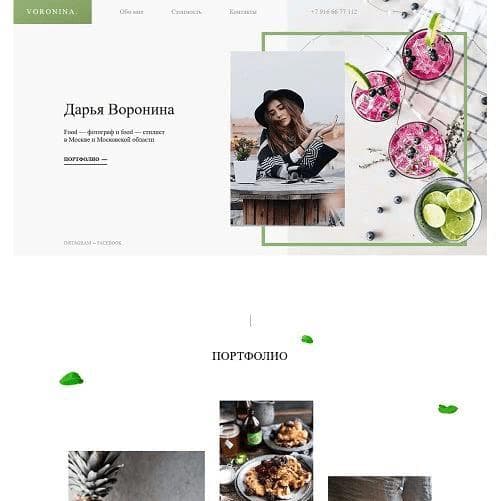 VORONINA.
Обо мне
Стоимость
Контакты
+7 916 66 77 112
Дарья Воронина
Food — фотограф и food — стилист
в Москве и Московской области
ПОРТФОЛИО —
INSTAGRAM — FACEBOOK
ПОРТФОЛИО